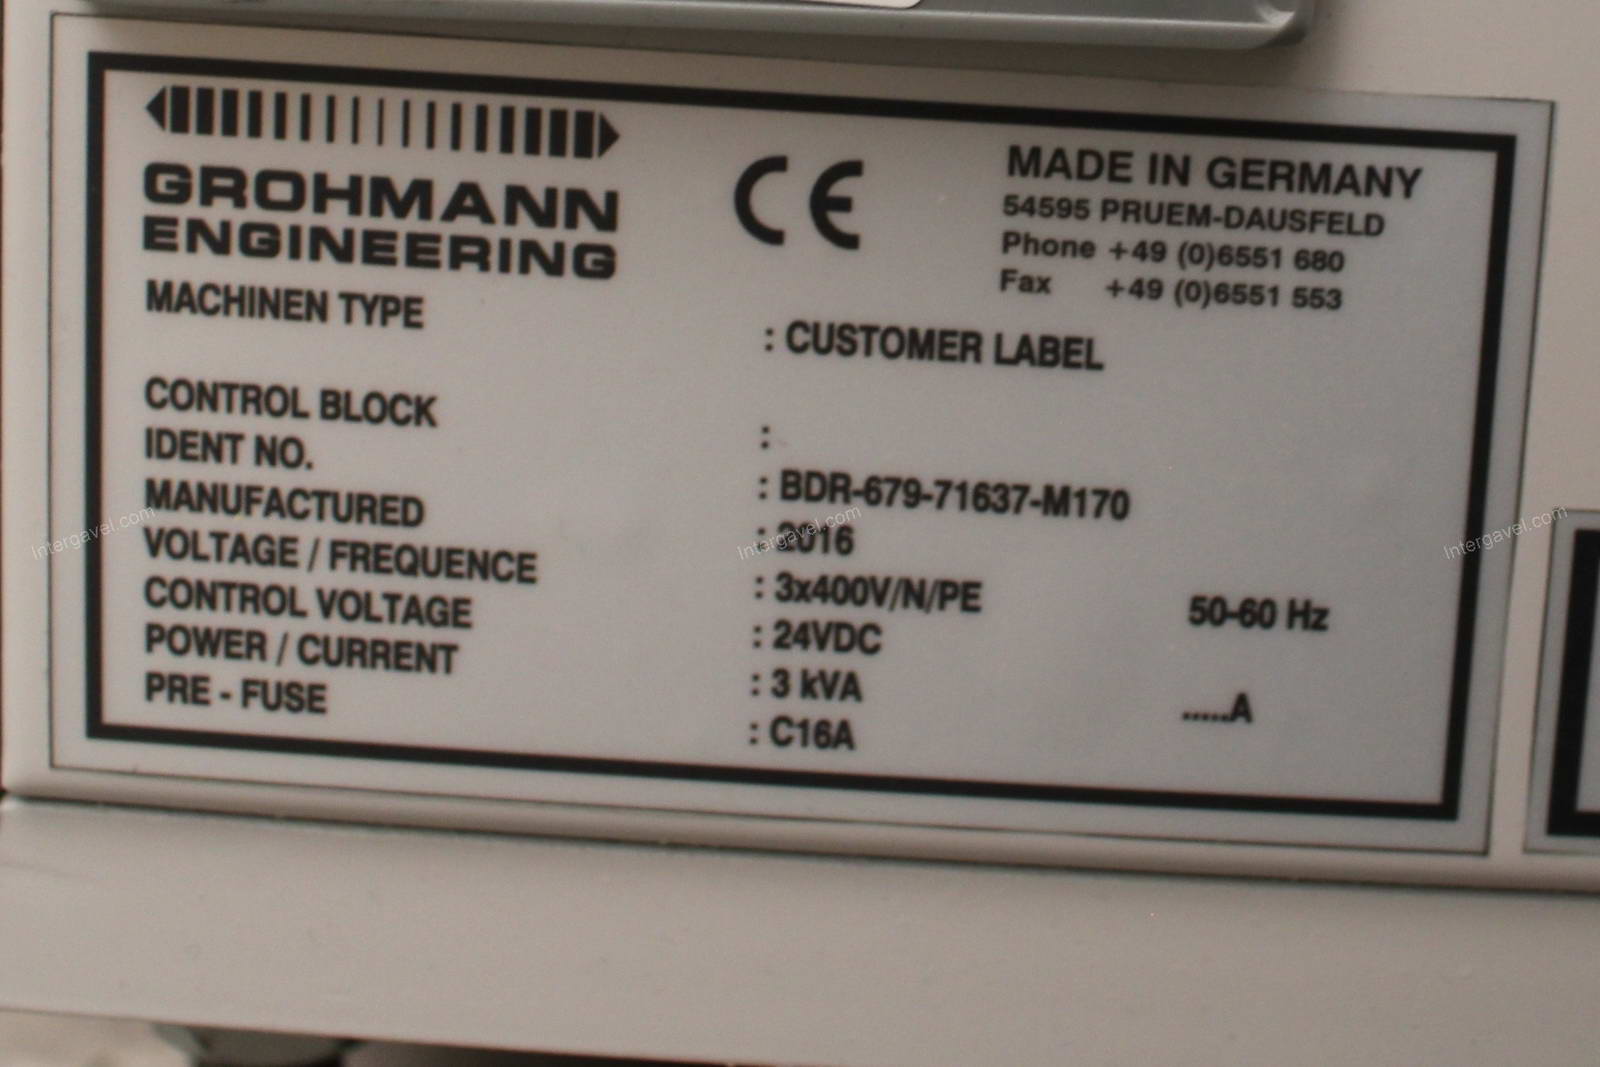 GROHMANN
ENGINEERING
CE
MADE IN GERMANY
54595 PRUEM-DAUSFELD
Phone +49 (0)6551 680
Fax +49 (0)6551 553
MACHINEN TYPE : CUSTOMER LABEL
CONTROL BLOCK :
IDENT NO. : BDR-679-71637-M170
MANUFACTURED : 2016
VOLTAGE / FREQUENCE : 3x400V/N/PE 50-60 Hz
CONTROL VOLTAGE : 24VDC
POWER / CURRENT : 3 kVA .....A
PRE - FUSE : C16A
Intergavel.com
Intergavel.com
Intergavel.com